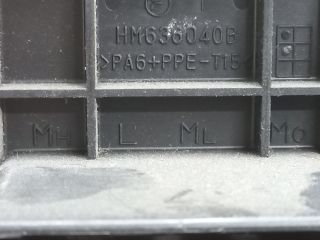 HM636040B
>PA6+PPE-T15<
MH L ML MO